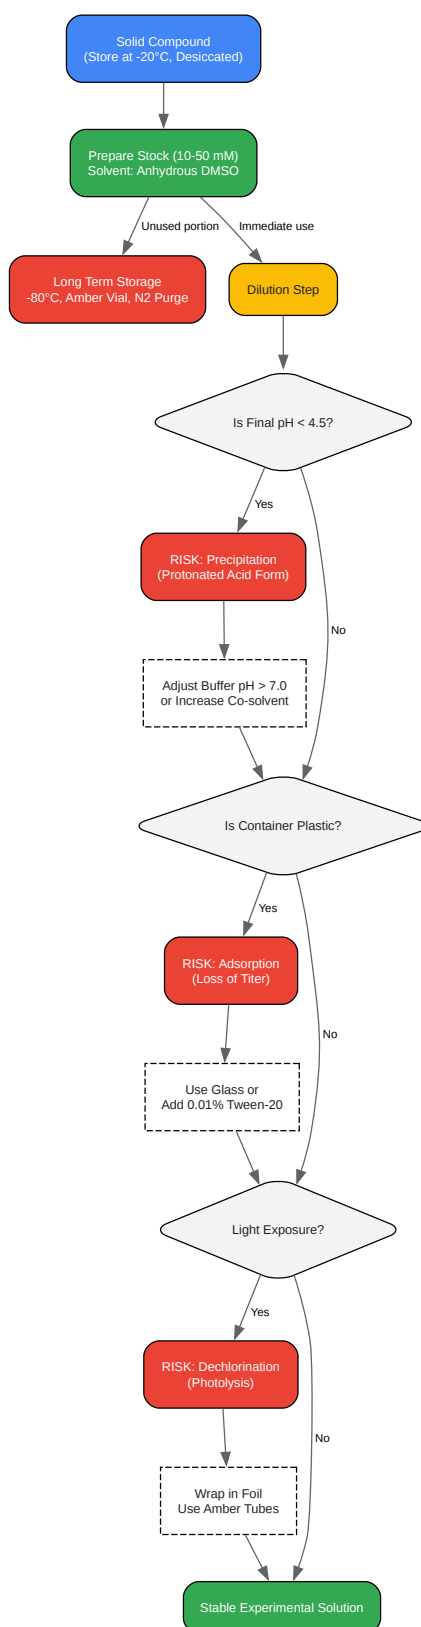 Solid Compound
(Store at -20°C, Desiccated)
Prepare Stock (10-50 mM)
Solvent: Anhydrous DMSO
Unused portion
Immediate use
Long Term Storage
-80°C, Amber Vial, N2 Purge
Dilution Step
Is Final pH < 4.5?
Yes
RISK: Precipitation
(Protonated Acid Form)
No
Adjust Buffer pH > 7.0
or Increase Co-solvent
Is Container Plastic?
Yes
RISK: Adsorption
(Loss of Titer)
No
Use Glass or
Add 0.01% Tween-20
Light Exposure?
Yes
RISK: Dechlorination
(Photolysis)
No
Wrap in Foil
Use Amber Tubes
Stable Experimental Solution